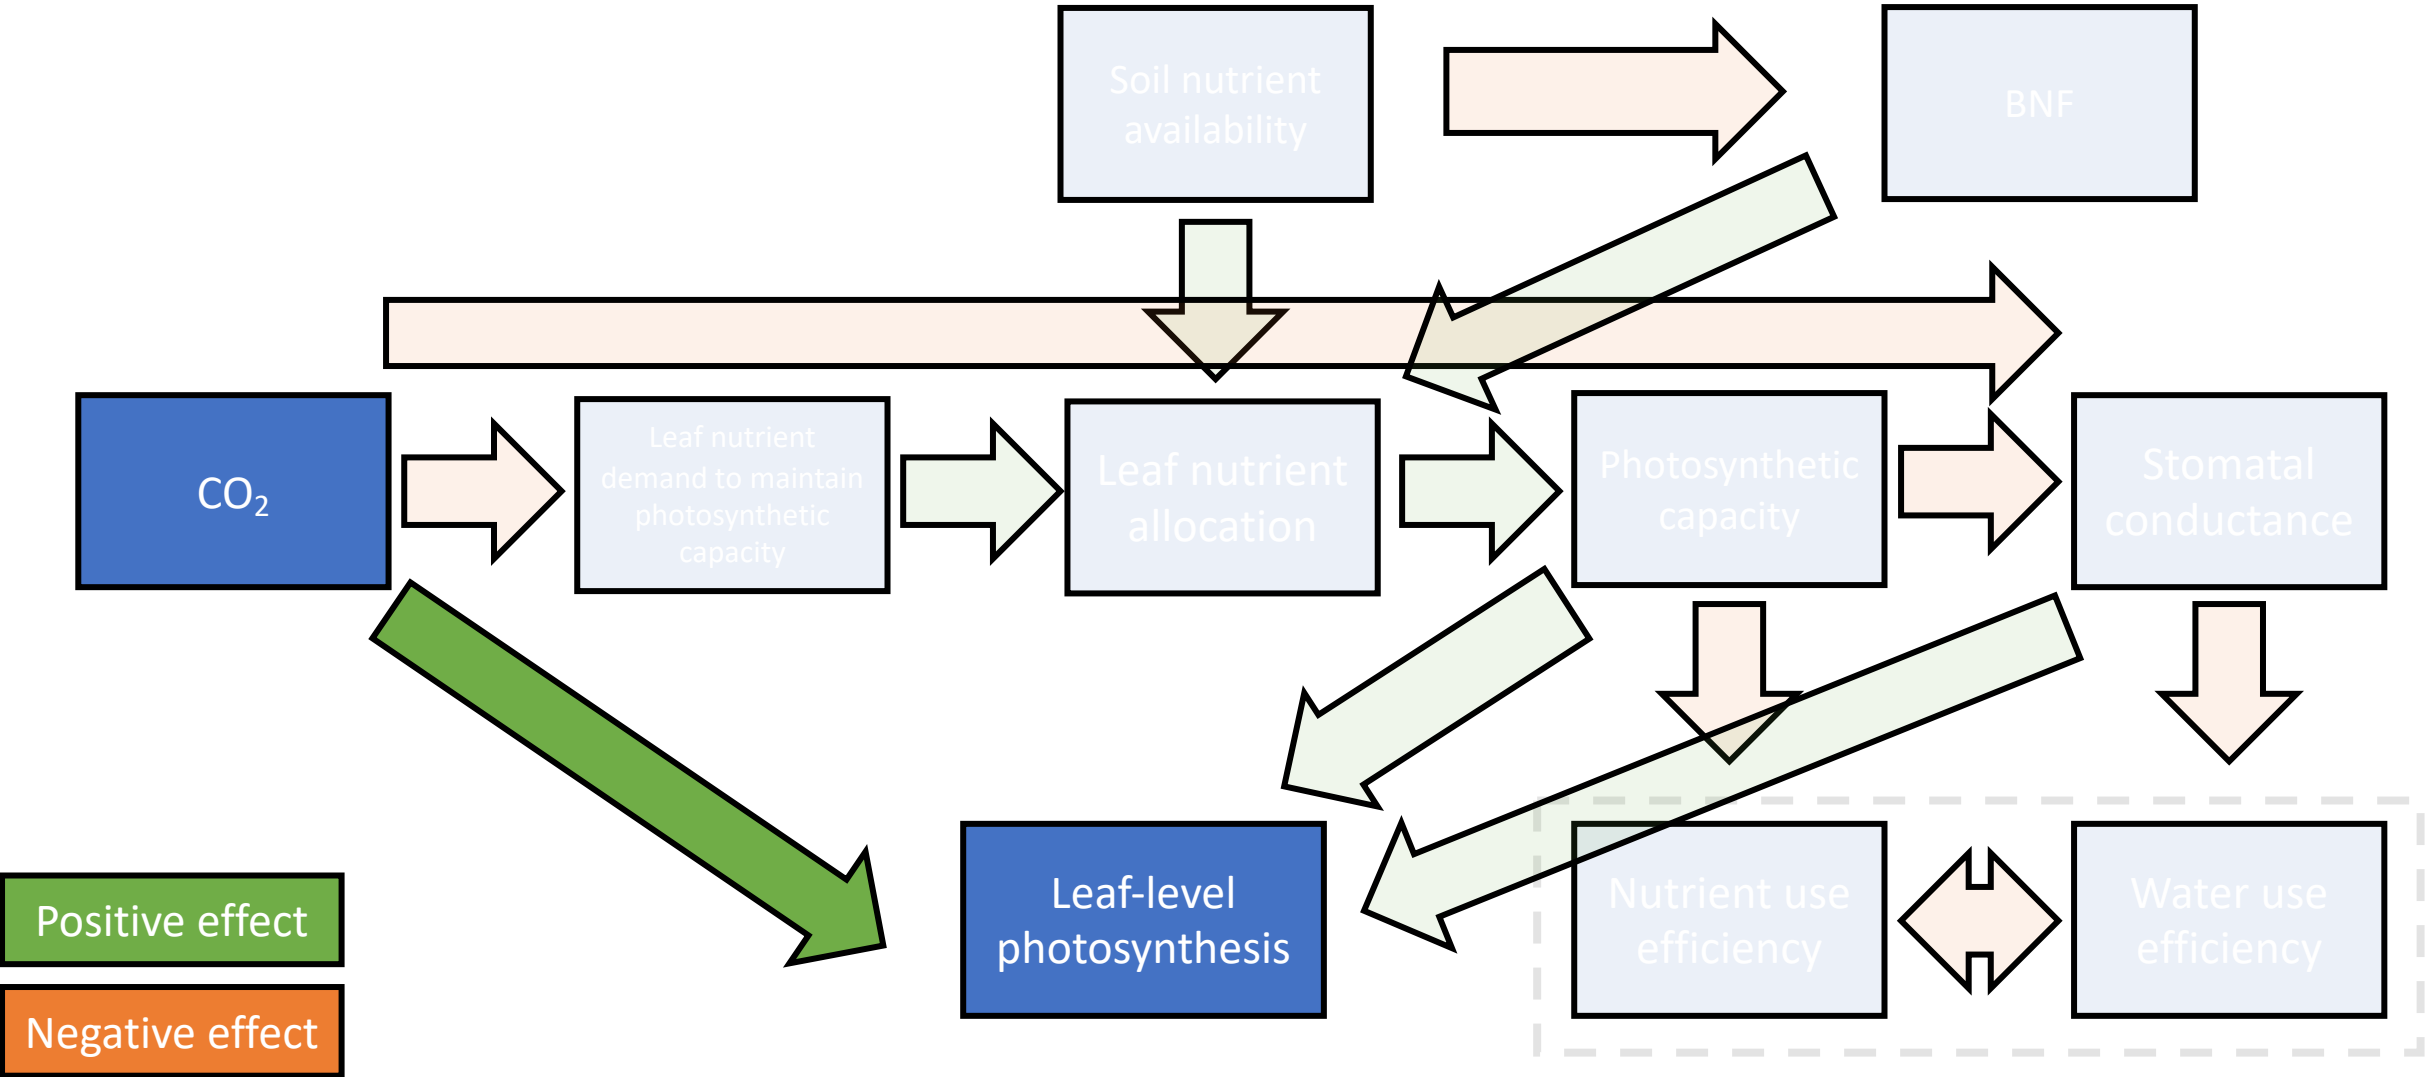 Soil nutrient
availability
BNF
CO₂
Leaf nutrient
demand to maintain
photosynthetic
capacity
Leaf nutrient
allocation
Photosynthetic
capacity
Stomatal
conductance
Leaf-level
photosynthesis
Nutrient use
efficiency
Water use
efficiency
Positive effect
Negative effect